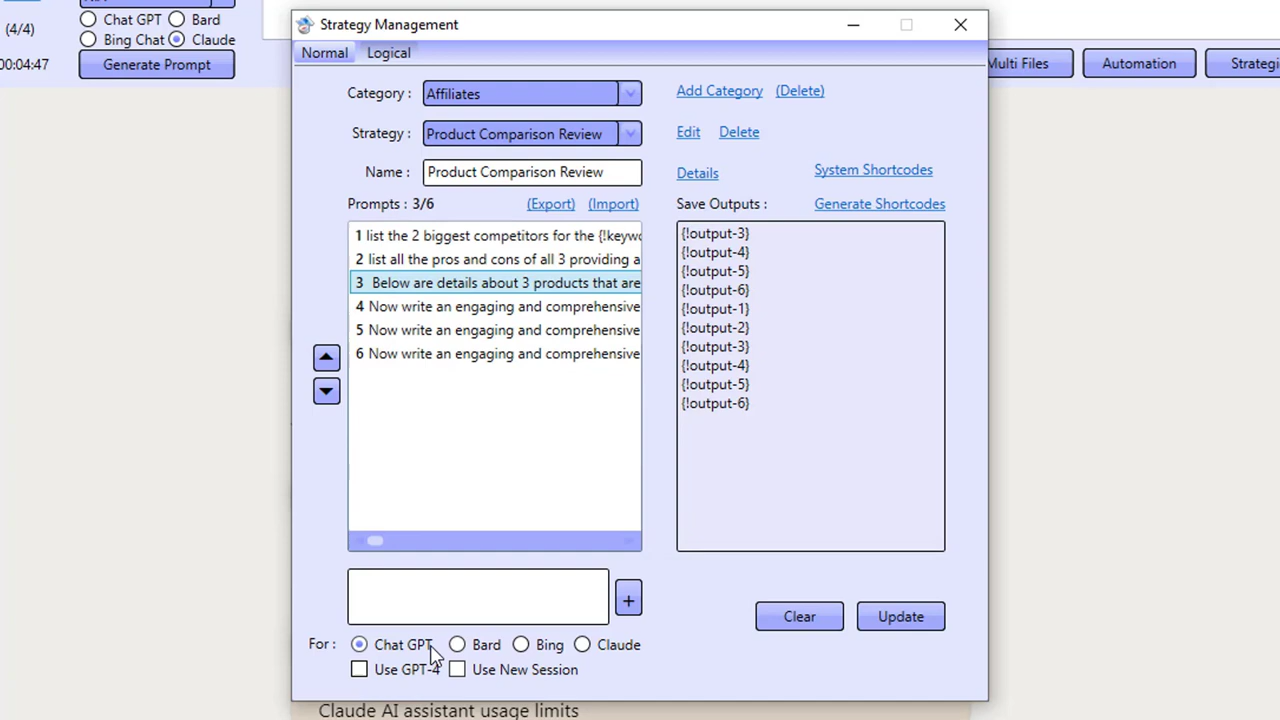 (4/4)
Chat GPT
Bard
Bing Chat
Claude
00:04:47
Generate Prompt
Strategy Management
Normal
Logical
Multi Files
Automation
Category :
Affiliates
Add Category
(Delete)
Strategy :
Product Comparison Review
Edit
Delete
Name :
Product Comparison Review
Details
System Shortcodes
Prompts : 3/6
(Export)
(Import)
Save Outputs :
Generate Shortcodes
1 list the 2 biggest competitors for the {!keywo
2 list all the pros and cons of all 3 providing a
3 Below are details about 3 products that are
4 Now write an engaging and comprehensive
5 Now write an engaging and comprehensive
6 Now write an engaging and comprehensive
{!output-3}
{!output-4}
{!output-5}
{!output-6}
{!output-1}
{!output-2}
{!output-3}
{!output-4}
{!output-5}
{!output-6}
+
Clear
Update
For :
Chat GPT
Bard
Bing
Claude
Use GPT-4
Use New Session
Claude AI assistant usage limits